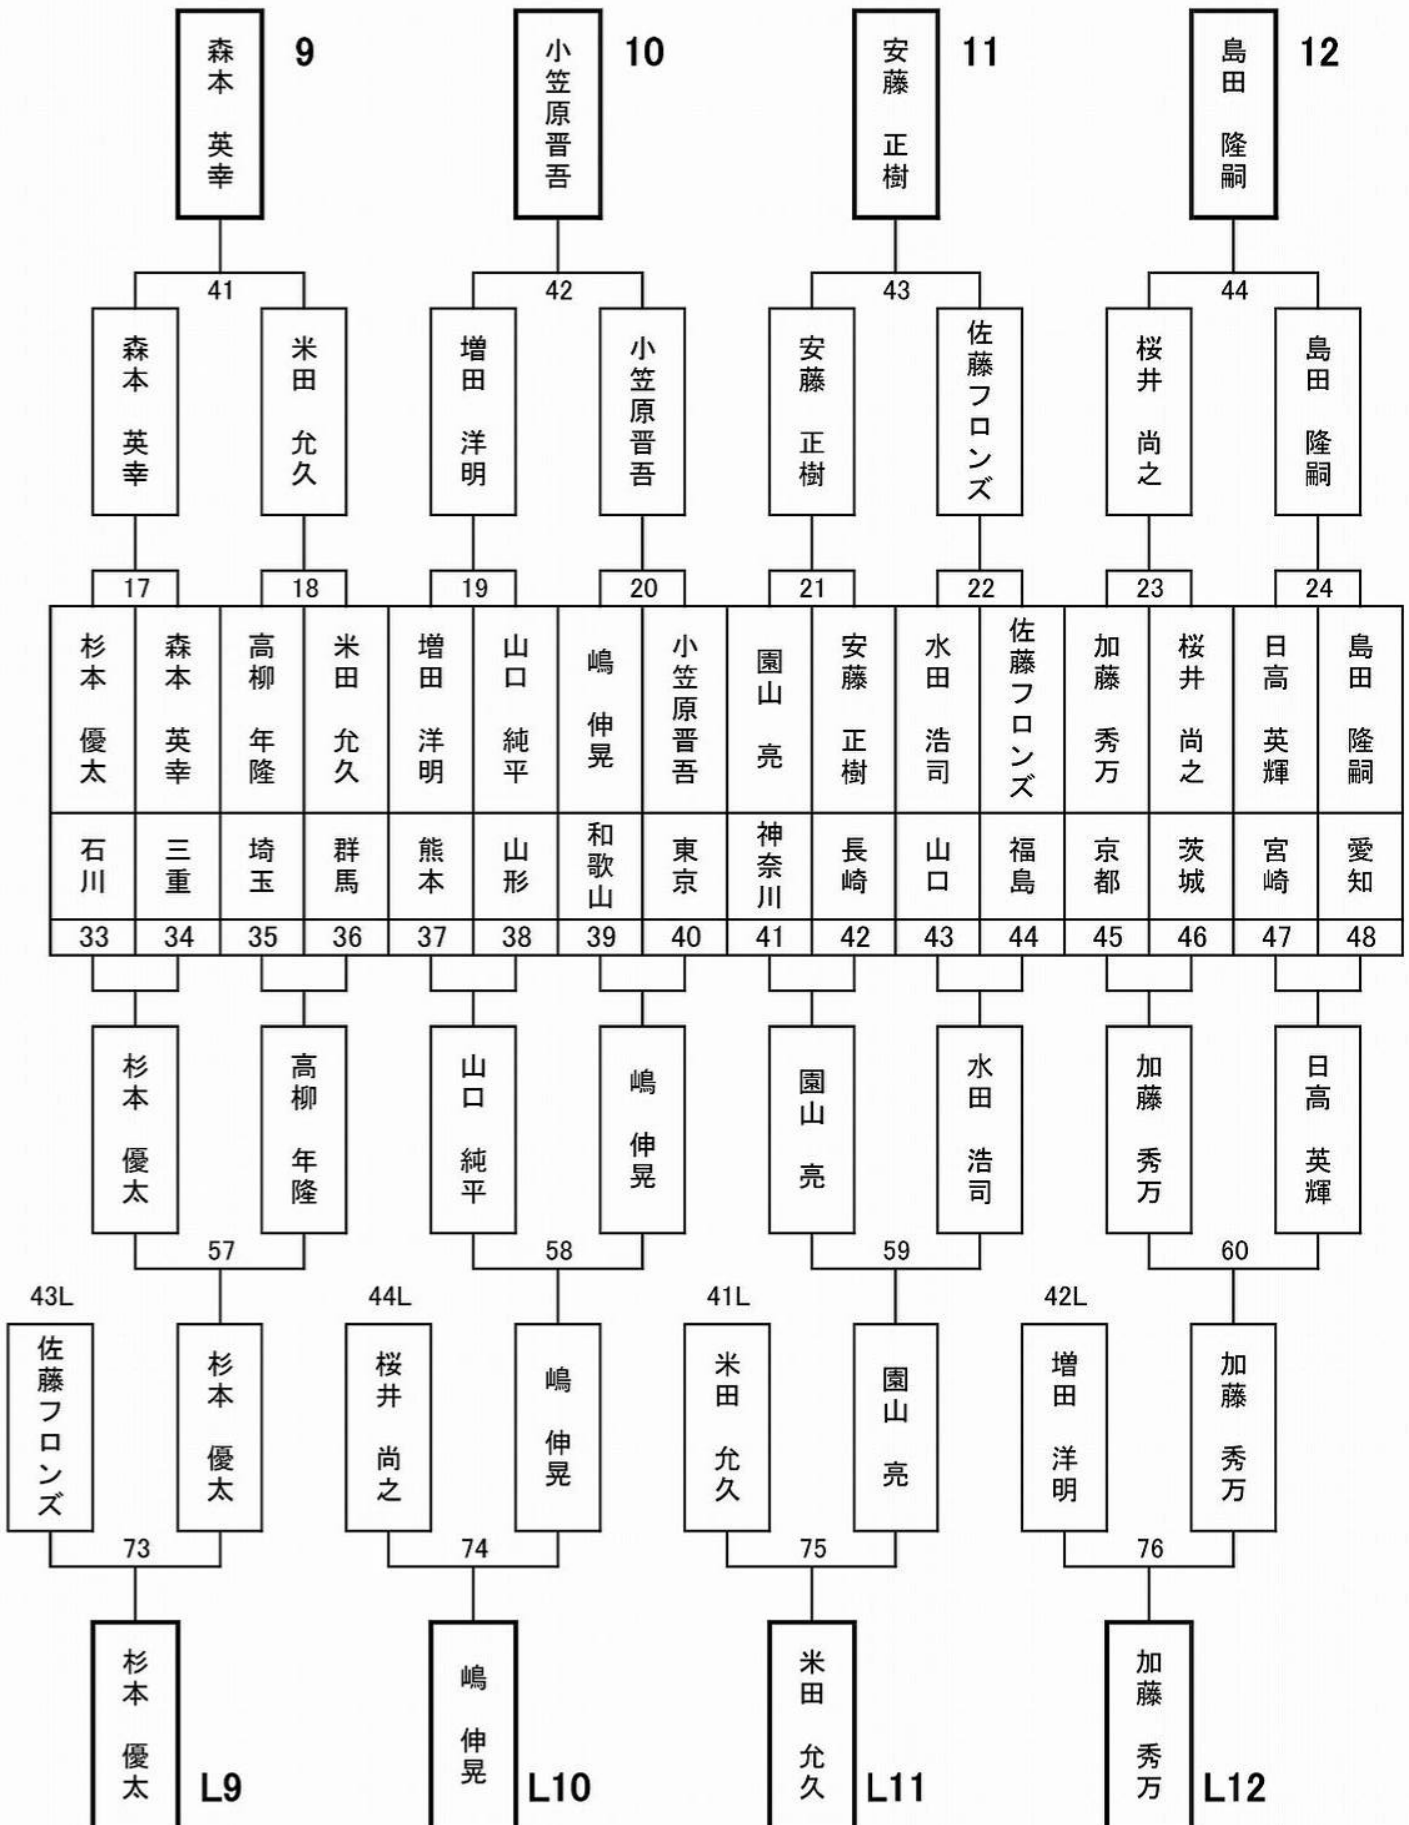 森本 英幸 9
小笠原晋吾 10
安藤 正樹 11
島田 隆嗣 12
41 42 43 44
森本 英幸
米田 允久
増田 洋明
小笠原晋吾
安藤 正樹
佐藤フロンズ
桜井 尚之
島田 隆嗣
17 18 19 20 21 22 23 24
杉本 優太
森本 英幸
高柳 年隆
米田 允久
増田 洋明
山口 純平
嶋 伸晃
小笠原晋吾
園山 亮
安藤 正樹
水田 浩司
佐藤フロンズ
加藤 秀万
桜井 尚之
日高 英輝
島田 隆嗣
石川 三重 埼玉 群馬 熊本 山形 和歌山 東京 神奈川 長崎 山口 福島 京都 茨城 宮崎 愛知
33 34 35 36 37 38 39 40 41 42 43 44 45 46 47 48
杉本 優太
高柳 年隆
山口 純平
嶋 伸晃
園山 亮
水田 浩司
加藤 秀万
日高 英輝
57 58 59 60
43L 44L 41L 42L
佐藤フロンズ
杉本 優太
桜井 尚之
嶋 伸晃
米田 允久
園山 亮
増田 洋明
加藤 秀万
73 74 75 76
杉本 優太 L9
嶋 伸晃 L10
米田 允久 L11
加藤 秀万 L12